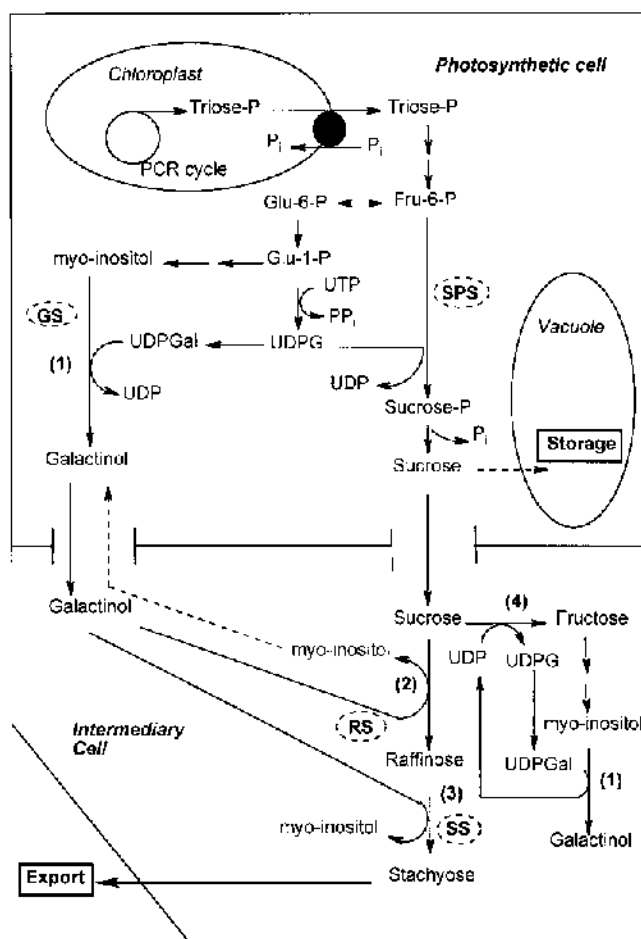 Chloroplast
Photosynthetic cell
Triose-P
Triose-P
Pi
Pi
PCR cycle
Glu-6-P
Fru-6-P
myo-inositol
Glu-1-P
UTP
SPS
GS
PPi
Vacuole
UDPGal
UDPG
(1)
UDP
UDP
Sucrose-P
Pi
Storage
Galactinol
Sucrose
Galactinol
Sucrose
(4)
Fructose
myo-inositol
UDP
UDPG
(2)
RS
myo-inositol
Intermediary
Cell
Raffinose
UDPGal
(1)
(3)
myo-inositol
SS
Galactinol
Export
Stachyose